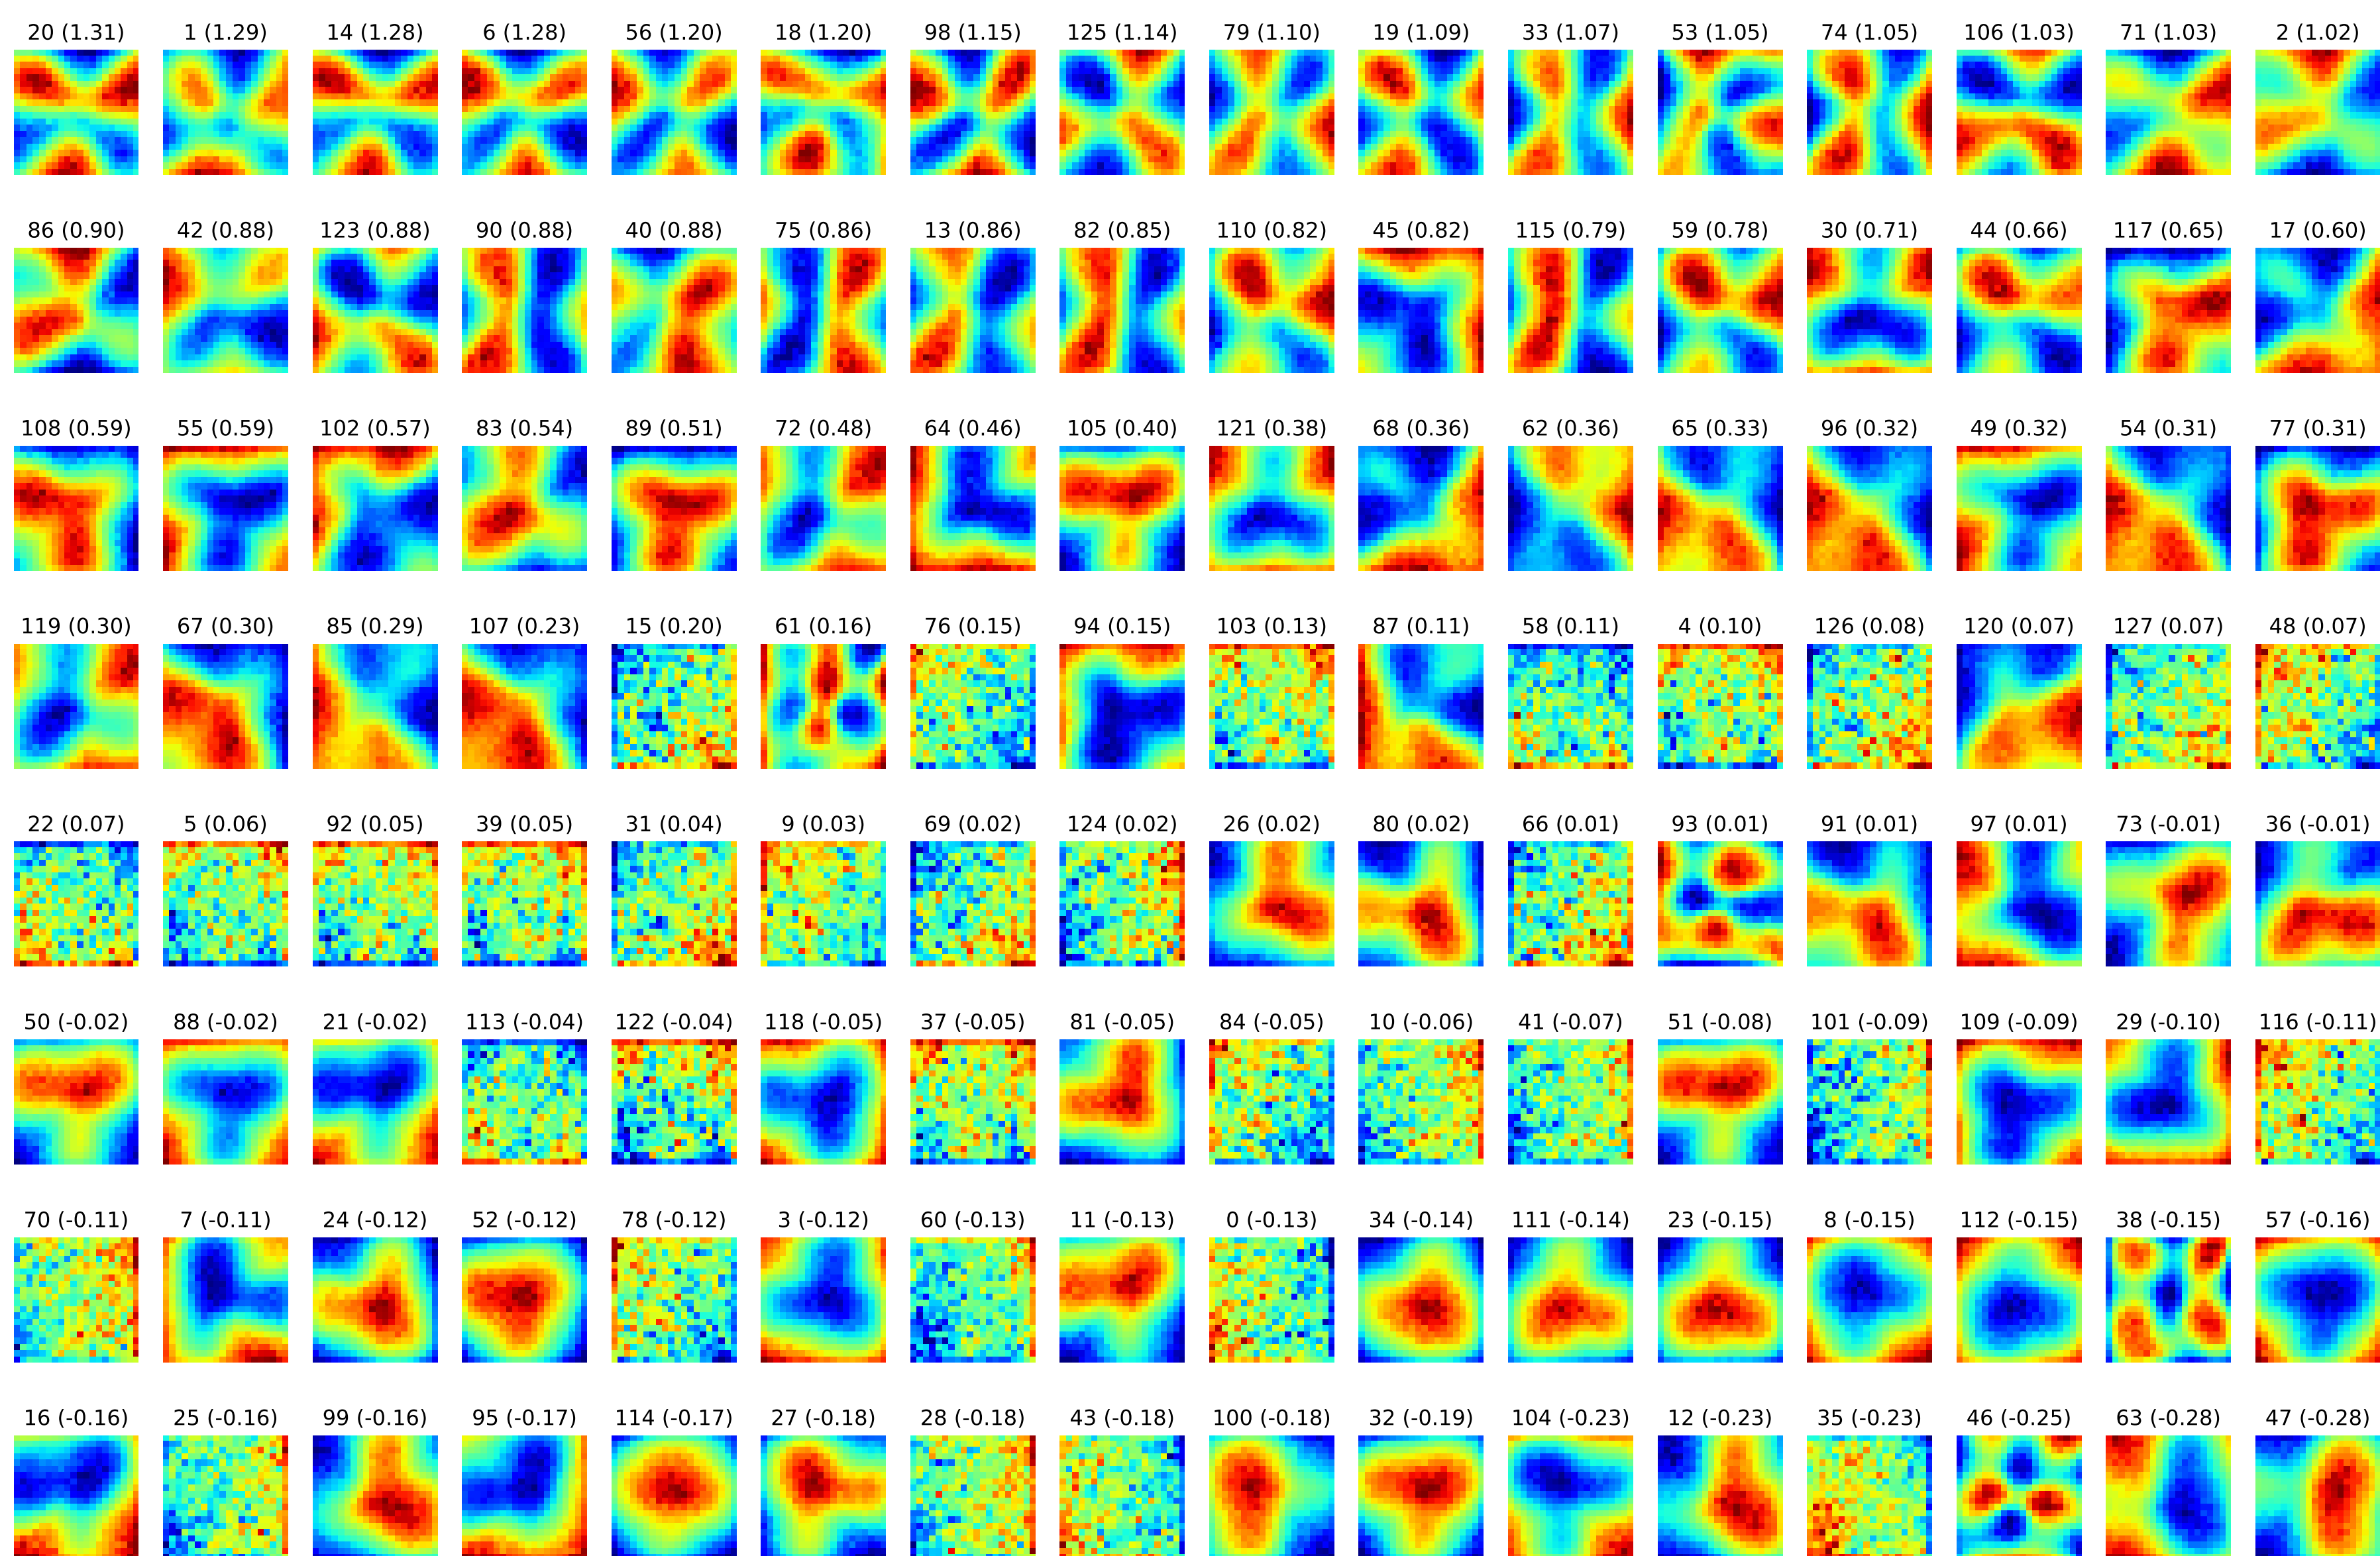 20 (1.31) 1 (1.29) 14 (1.28) 6 (1.28) 56 (1.20) 18 (1.20) 98 (1.15) 125 (1.14) 79 (1.10) 19 (1.09) 33 (1.07) 53 (1.05) 74 (1.05) 106 (1.03) 71 (1.03) 2 (1.02)
86 (0.90) 42 (0.88) 123 (0.88) 90 (0.88) 40 (0.88) 75 (0.86) 13 (0.86) 82 (0.85) 110 (0.82) 45 (0.82) 115 (0.79) 59 (0.78) 30 (0.71) 44 (0.66) 117 (0.65) 17 (0.60)
108 (0.59) 55 (0.59) 102 (0.57) 83 (0.54) 89 (0.51) 72 (0.48) 64 (0.46) 105 (0.40) 121 (0.38) 68 (0.36) 62 (0.36) 65 (0.33) 96 (0.32) 49 (0.32) 54 (0.31) 77 (0.31)
119 (0.30) 67 (0.30) 85 (0.29) 107 (0.23) 15 (0.20) 61 (0.16) 76 (0.15) 94 (0.15) 103 (0.13) 87 (0.11) 58 (0.11) 4 (0.10) 126 (0.08) 120 (0.07) 127 (0.07) 48 (0.07)
22 (0.07) 5 (0.06) 92 (0.05) 39 (0.05) 31 (0.04) 9 (0.03) 69 (0.02) 124 (0.02) 26 (0.02) 80 (0.02) 66 (0.01) 93 (0.01) 91 (0.01) 97 (0.01) 73 (-0.01) 36 (-0.01)
50 (-0.02) 88 (-0.02) 21 (-0.02) 113 (-0.04) 122 (-0.04) 118 (-0.05) 37 (-0.05) 81 (-0.05) 84 (-0.05) 10 (-0.06) 41 (-0.07) 51 (-0.08) 101 (-0.09) 109 (-0.09) 29 (-0.10) 116 (-0.11)
70 (-0.11) 7 (-0.11) 24 (-0.12) 52 (-0.12) 78 (-0.12) 3 (-0.12) 60 (-0.13) 11 (-0.13) 0 (-0.13) 34 (-0.14) 111 (-0.14) 23 (-0.15) 8 (-0.15) 112 (-0.15) 38 (-0.15) 57 (-0.16)
16 (-0.16) 25 (-0.16) 99 (-0.16) 95 (-0.17) 114 (-0.17) 27 (-0.18) 28 (-0.18) 43 (-0.18) 100 (-0.18) 32 (-0.19) 104 (-0.23) 12 (-0.23) 35 (-0.23) 46 (-0.25) 63 (-0.28) 47 (-0.28)